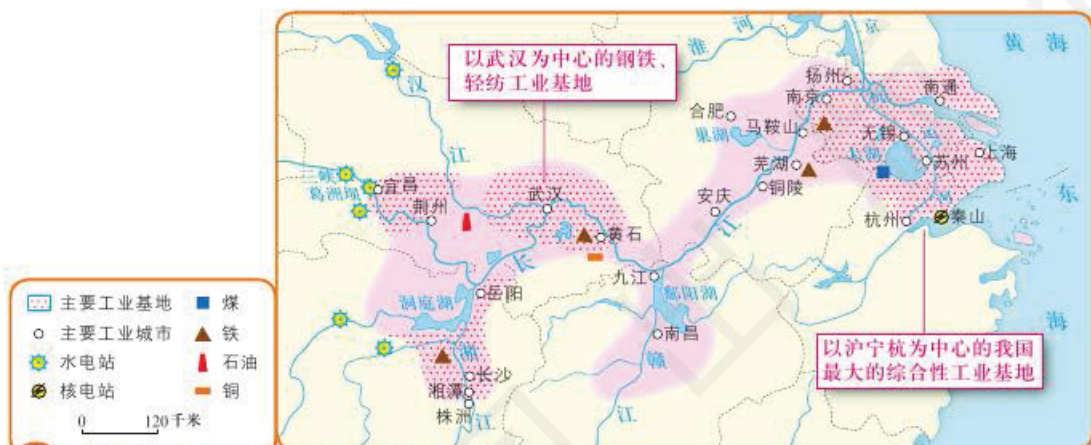 黄海
淮河
京
以武汉为中心的钢铁、
轻纺工业基地
汉
扬州
南京
南通
合肥
马鞍山
巢湖
无锡
太湖
上海
苏州
芜湖
江
三峡
宜昌
葛洲坝
武汉
铜陵
荆州
安庆
杭州
秦山
河
东
黄石
长
江
九江
岳阳
洞庭湖
鄱阳湖
海
南昌
湘
赣
长沙
湘潭
株洲
江
江
以沪宁杭为中心的我国
最大的综合性工业基地
主要工业基地 煤
主要工业城市 铁
水电站 石油
核电站 铜
0 120千米